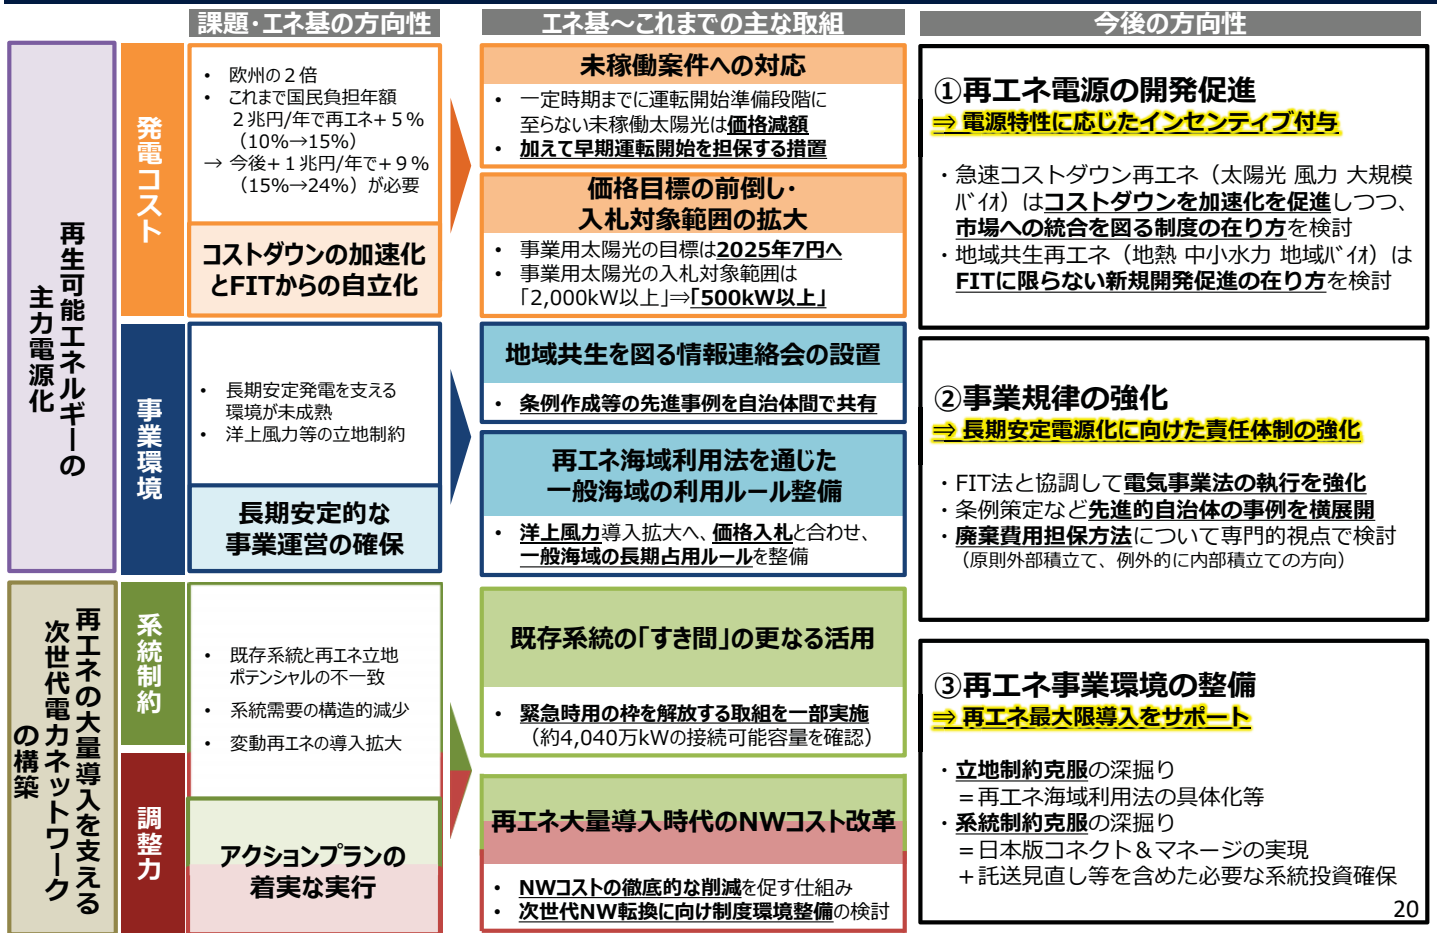 課題・エネ基の方向性
エネ基～これまでの主な取組
今後の方向性
再生可能エネルギーの
主力電源化
発電コスト
・ 欧州の２倍
・ これまで国民負担年額
２兆円/年で再エネ+５%
（10%→15%）
→ 今後+１兆円/年で+９%
（15%→24%）が必要
コストダウンの加速化
とFITからの自立化
未稼働案件への対応
・ 一定時期までに運転開始準備段階に
至らない未稼働太陽光は価格減額
・ 加えて早期運転開始を担保する措置
価格目標の前倒し・
入札対象範囲の拡大
・ 事業用太陽光の目標は2025年7円へ
・ 事業用太陽光の入札対象範囲は
「2,000kW以上」⇒「500kW以上」
①再エネ電源の開発促進
⇒ 電源特性に応じたインセンティブ付与
・急速コストダウン再エネ（太陽光 風力 大規模
バイオ）はコストダウンを加速化を促進しつつ、
市場への統合を図る制度の在り方を検討
・地域共生再エネ（地熱 中小水力 地域バイオ）は
FITに限らない新規開発促進の在り方を検討
事業環境
・ 長期安定発電を支える
環境が未成熟
・ 洋上風力等の立地制約
長期安定的な
事業運営の確保
地域共生を図る情報連絡会の設置
・ 条例作成等の先進事例を自治体間で共有
再エネ海域利用法を通じた
一般海域の利用ルール整備
・ 洋上風力導入拡大へ、価格入札と合わせ、
一般海域の長期占用ルールを整備
②事業規律の強化
⇒ 長期安定電源化に向けた責任体制の強化
・FIT法と協調して電気事業法の執行を強化
・条例策定など先進的自治体の事例を横展開
・廃棄費用担保方法について専門的視点で検討
（原則外部積立て、例外的に内部積立ての方向）
再エネの大量導入を支える
次世代電力ネットワーク
の構築
系統制約
調整力
・ 既存系統と再エネ立地
ポテンシャルの不一致
・ 系統需要の構造的減少
・ 変動再エネの導入拡大
アクションプランの
着実な実行
既存系統の「すき間」の更なる活用
・ 緊急時用の枠を解放する取組を一部実施
（約4,040万kWの接続可能容量を確認）
再エネ大量導入時代のNWコスト改革
・ NWコストの徹底的な削減を促す仕組み
・ 次世代NW転換に向け制度環境整備の検討
③再エネ事業環境の整備
⇒ 再エネ最大限導入をサポート
・立地制約克服の深掘り
＝再エネ海域利用法の具体化等
・系統制約克服の深掘り
＝日本版コネクト＆マネージの実現
＋託送見直し等を含めた必要な系統投資確保
20